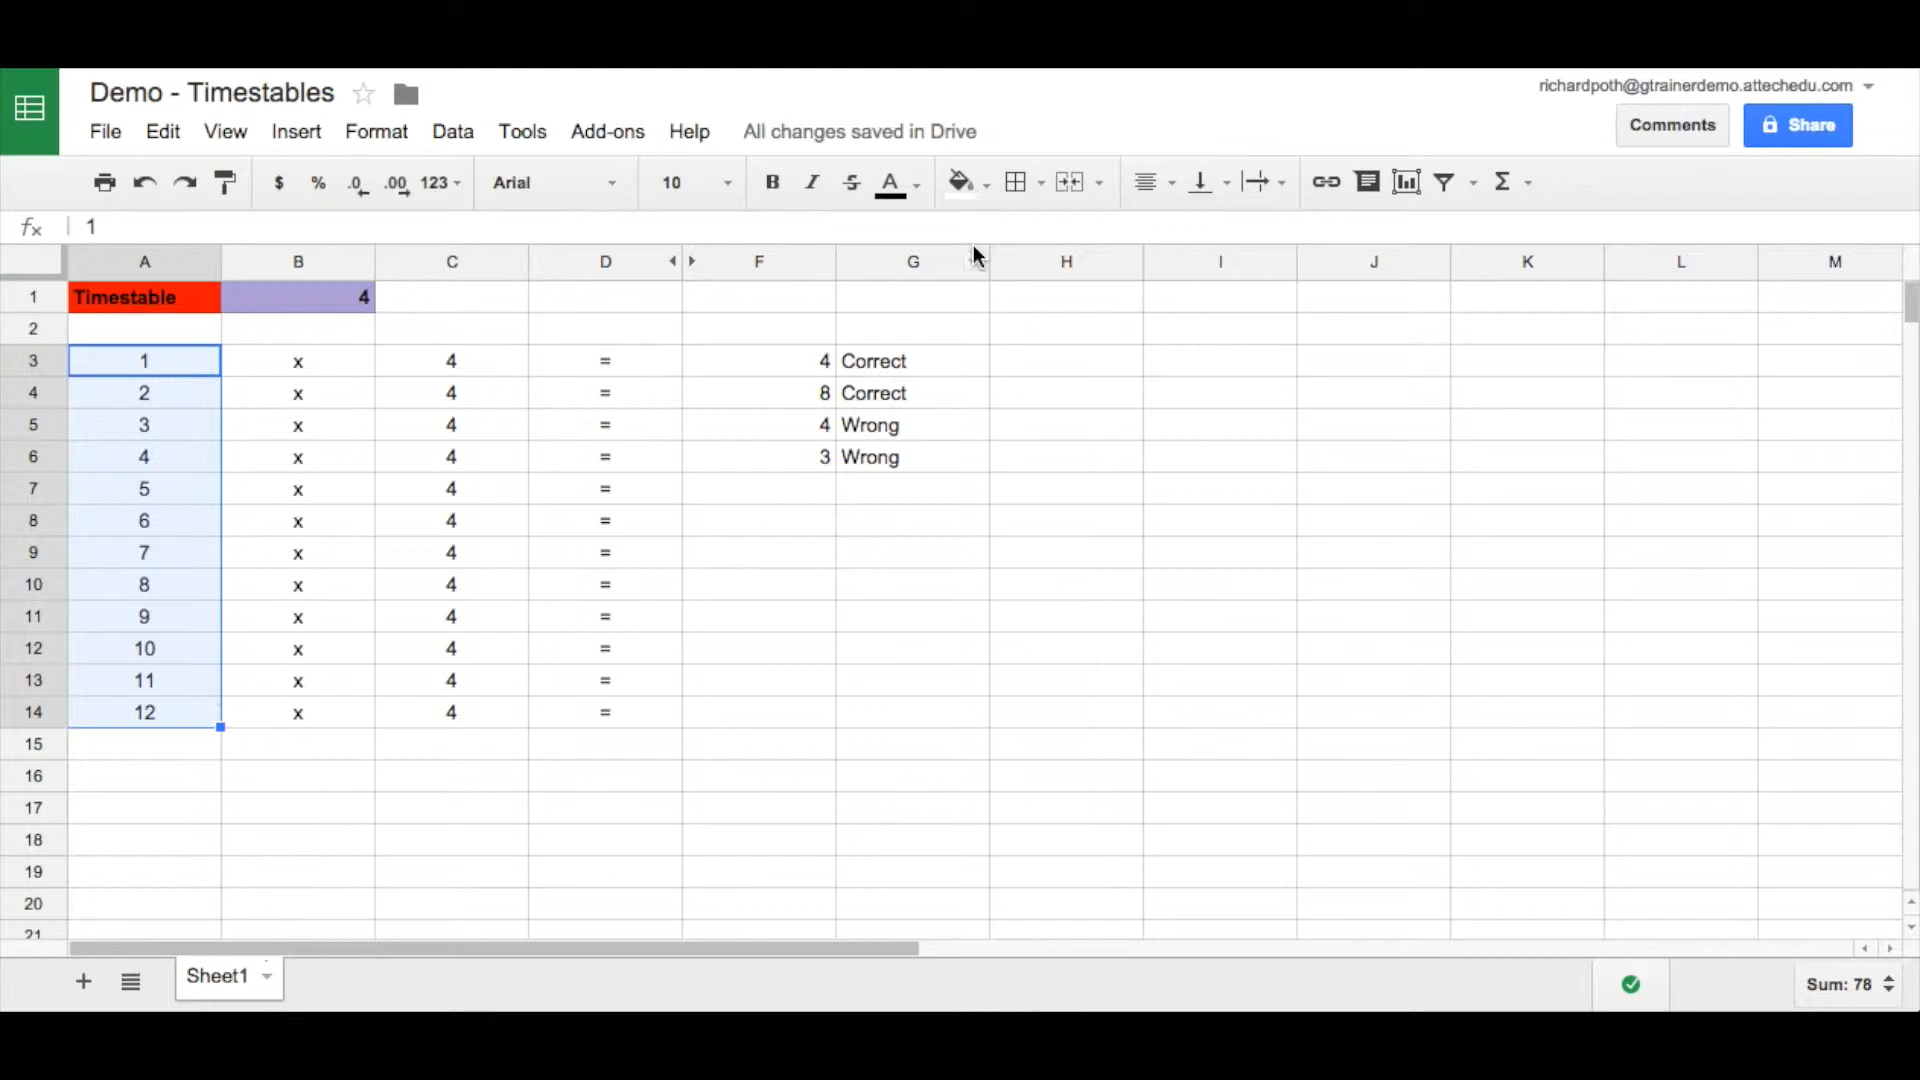 Demo - Timestables
richardpoth@gtrainerdemo.attechedu.com
File Edit View Insert Format Data Tools Add-ons Help All changes saved in Drive
Comments Share
$ % .0 .00 123 Arial 10 B I S A Σ
fx 1
A B C D F G H I J K L M
1 Timestable 4
2
3 1 x 4 = 4 Correct
4 2 x 4 = 8 Correct
5 3 x 4 = 4 Wrong
6 4 x 4 = 3 Wrong
7 5 x 4 =
8 6 x 4 =
9 7 x 4 =
10 8 x 4 =
11 9 x 4 =
12 10 x 4 =
13 11 x 4 =
14 12 x 4 =
15
16
17
18
19
20
21
+ Sheet1 Sum: 78